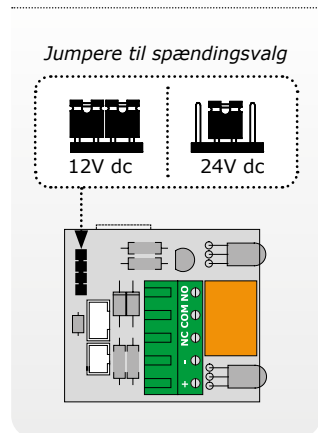 Jumpere til spændingsvalg
12V dc
24V dc
NC COM NO
+ -